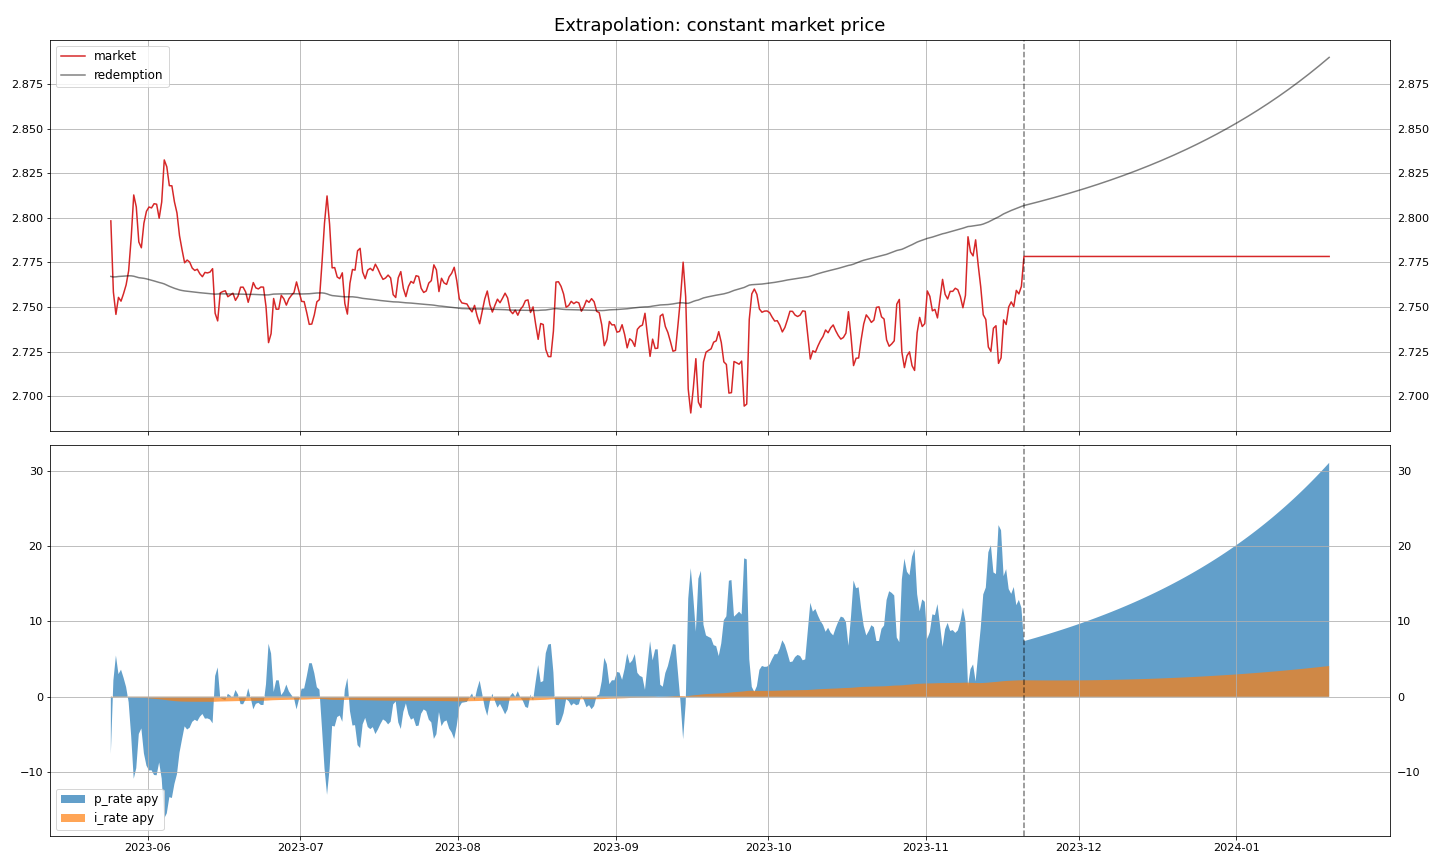 Extrapolation: constant market price
market
redemption
2.875 2.875
2.850 2.850
2.825 2.825
2.800 2.800
2.775 2.775
2.750 2.750
2.725 2.725
2.700 2.700
30 30
20 20
10 10
0 0
−10 −10
p_rate apy
i_rate apy
2023-06 2023-07 2023-08 2023-09 2023-10 2023-11 2023-12 2024-01